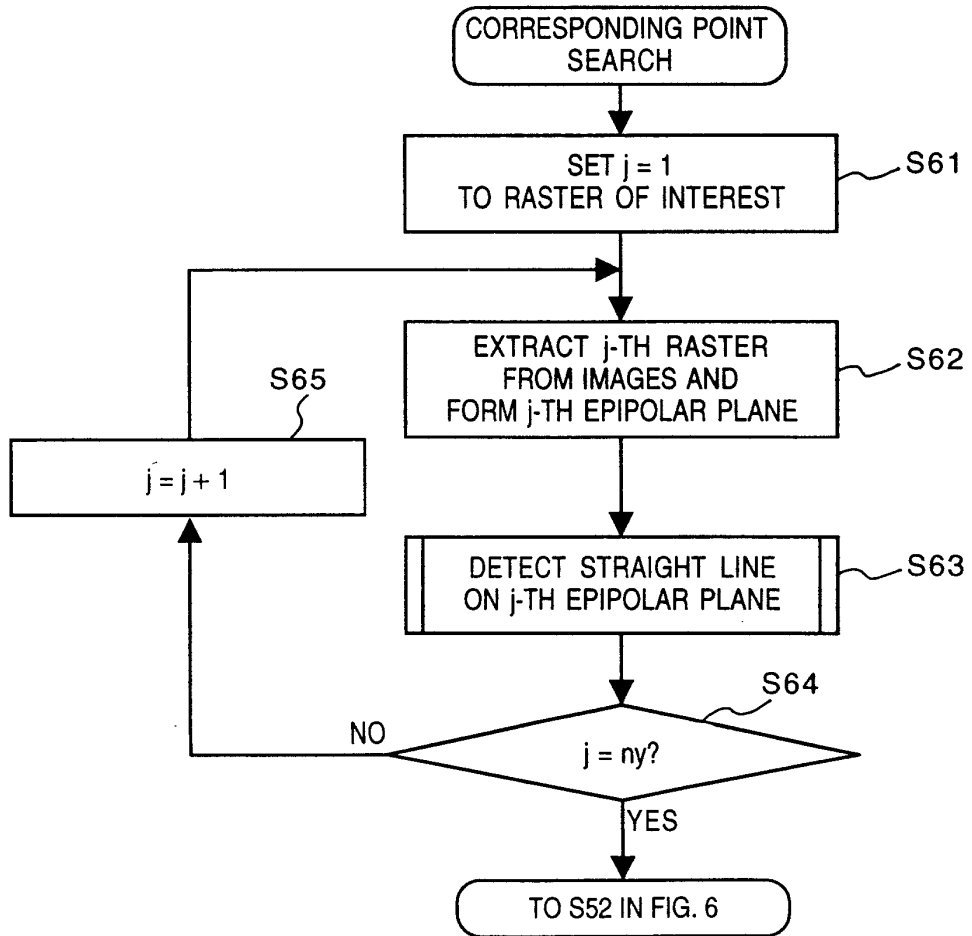 CORRESPONDING POINT
SEARCH
SET j = 1
TO RASTER OF INTEREST
S61
EXTRACT j-TH RASTER
FROM IMAGES AND
FORM j-TH EPIPOLAR PLANE
S62
S65
j = j + 1
DETECT STRAIGHT LINE
ON j-TH EPIPOLAR PLANE
S63
S64
NO
j = ny?
YES
TO S52 IN FIG. 6